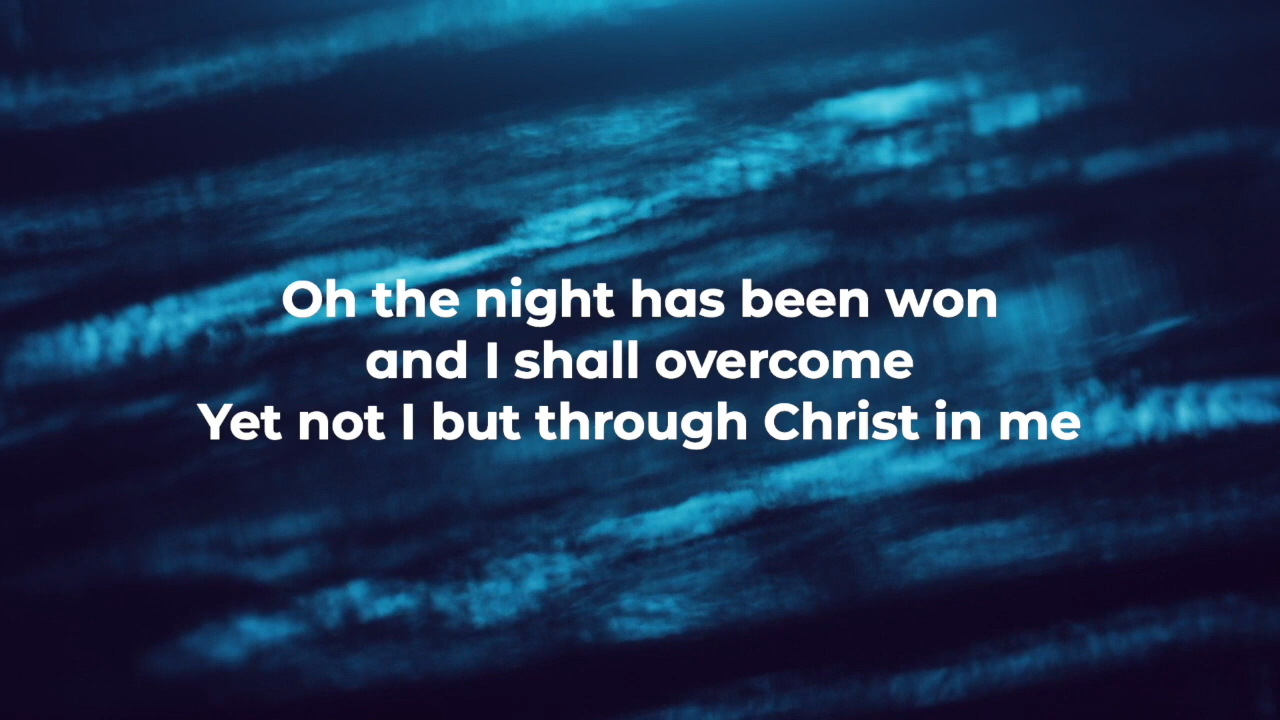 Oh the night has been won
and I shall overcome
Yet not I but through Christ in me